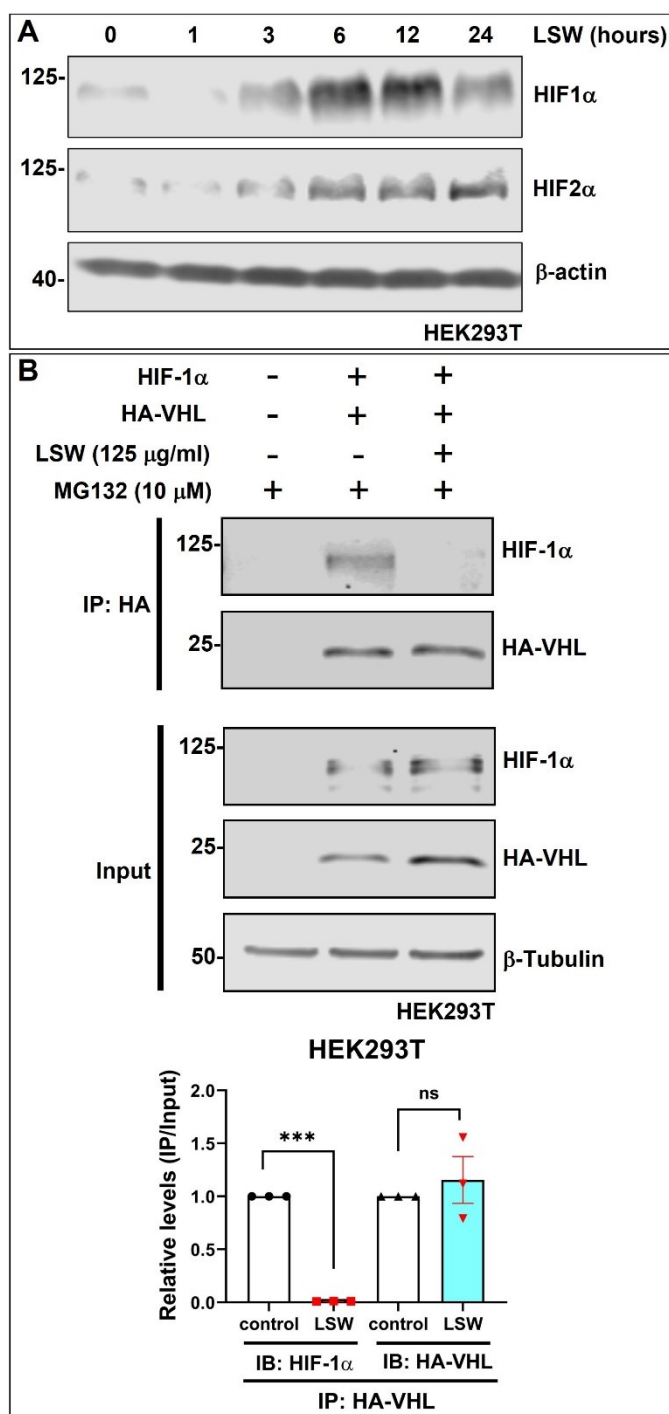 A
0 1 3 6 12 24 LSW (hours)
125-
HIF1α
125
HIF2α
40-
β-actin
HEK293T
B
HIF-1α - + +
HA-VHL - + +
LSW (125 µg/ml) - - +
MG132 (10 µM) + + +
IP: HA
125-
HIF-1α
25-
HA-VHL
Input
125
HIF-1α
25
HA-VHL
50-
β-Tubulin
HEK293T
HEK293T
Relative levels (IP/Input)
2.0
1.5
1.0
0.5
0.0
***
ns
control LSW control LSW
IB: HIF-1α IB: HA-VHL
IP: HA-VHL